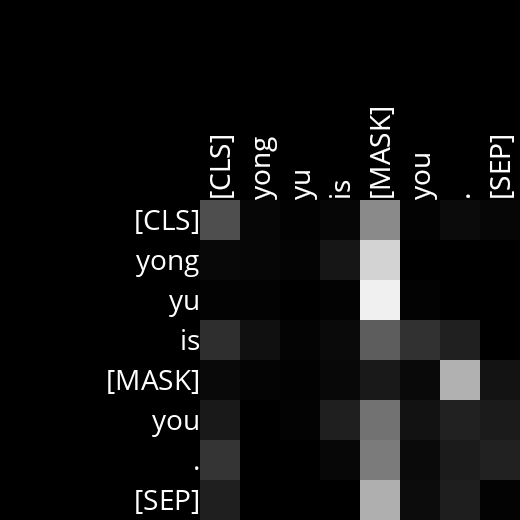 [CLS] yong yu is [MASK] you . [SEP]
[CLS]
yong
yu
is
[MASK]
you
.
[SEP]